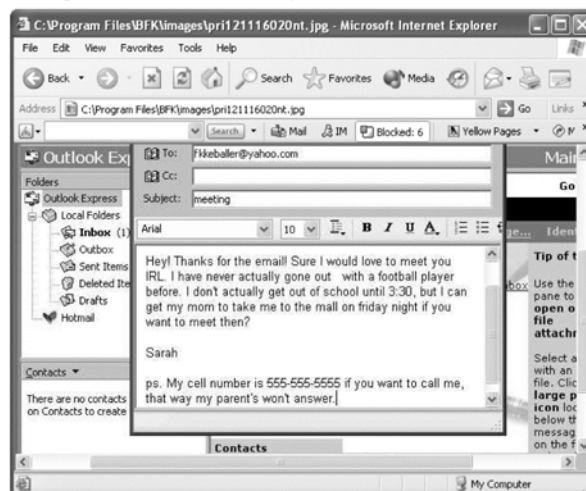 C:\Program Files\BFK\images\pri121116020nt.jpg - Microsoft Internet Explorer
File Edit View Favorites Tools Help
Back Search Favorites Media
Address C:\Program Files\BFK\images\pri121116020nt.jpg Go Links
Search Mail IM Blocked: 6 Yellow Pages
Outlook Exp
To: fkkeballer@yahoo.com
Cc:
Subject: meeting
Arial 10 B I U A
Folders
Outlook Express
Local Folders
Inbox (1)
Outbox
Sent Items
Deleted Ite
Drafts
Hotmail
Hey! Thanks for the email! Sure I would love to meet you
IRL. I have never actually gone out with a football player
before. I don't actually get out of school until 3:30, but I can
get my mom to take me to the mall on friday night if you
want to meet then?
Sarah
ps. My cell number is 555-555-5555 if you want to call me,
that way my parent's won't answer.
Contacts
There are no contacts
on Contacts to create
Contacts
Go
Tip of t
Use the
pane to
open o
file
attachr
Select a
with an
file. Clic
large p
icon loc
below th
messag
on the f
My Computer